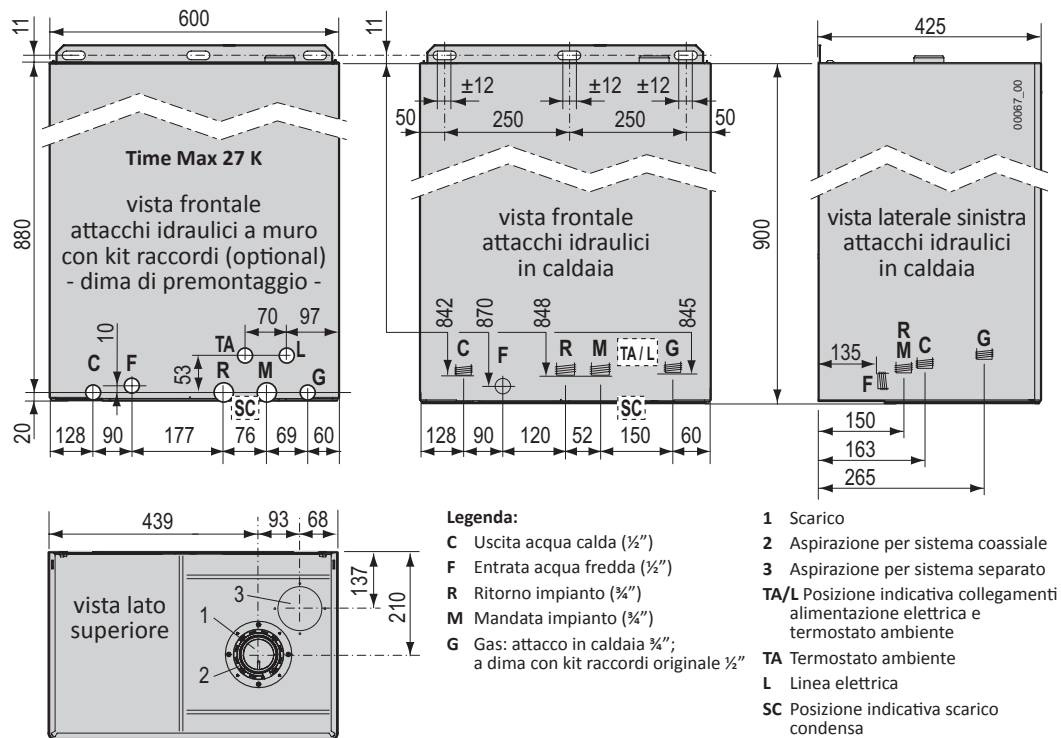 600
11
880
Time Max 27 K
vista frontale
attacchi idraulici a muro
con kit raccordi (optional)
- dima di premontaggio -
70
97
10
TA
L
C
F
53
R
M
G
SC
20
128
90
177
76
69
60
11
±12
±12
±12
50
250
250
50
vista frontale
attacchi idraulici
in caldaia
842
870
848
845
C
F
R
M
TA / L
G
SC
128
90
120
52
150
60
425
00067_00
900
vista laterale sinistra
attacchi idraulici
in caldaia
R
M
C
G
135
F
150
163
265
439
93
68
vista lato
superiore
3
1
2
137
210
Legenda:
C Uscita acqua calda (½”)
F Entrata acqua fredda (½”)
R Ritorno impianto (¾”)
M Mandata impianto (¾”)
G Gas: attacco in caldaia ¾”;
a dima con kit raccordi originale ½”
1 Scarico
2 Aspirazione per sistema coassiale
3 Aspirazione per sistema separato
TA/L Posizione indicativa collegamenti
alimentazione elettrica e
termostato ambiente
TA Termostato ambiente
L Linea elettrica
SC Posizione indicativa scarico
condensa